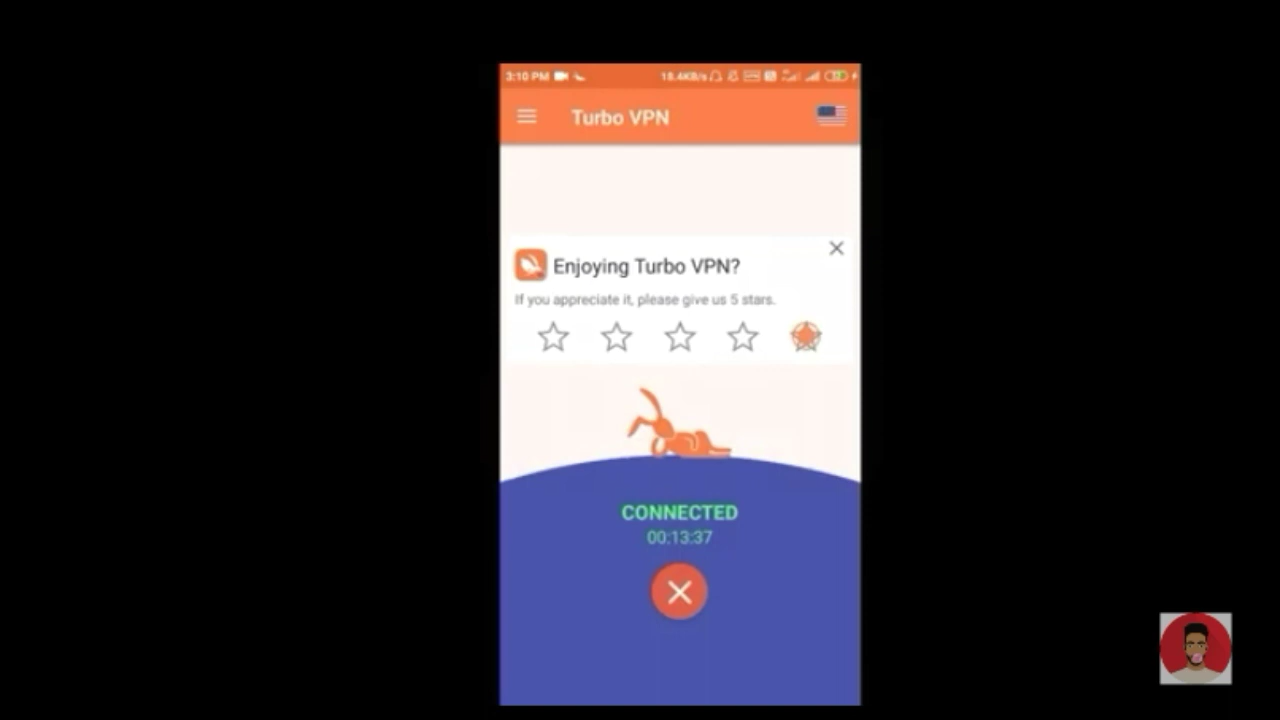 3:10 PM
18.4KB/s
Turbo VPN
Enjoying Turbo VPN?
If you appreciate it, please give us 5 stars.
CONNECTED
00:13:37